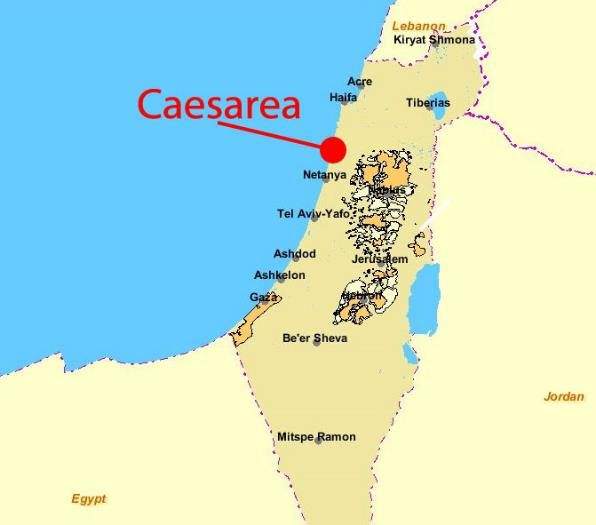 Lebanon
Kiryat Shmona
Acre
Haifa
Caesarea
Tiberias
Netanya
Nablus
Tel Aviv-Yafo
Ashdod
Jerusalem
Ashkelon
Gaza
Hebron
Be'er Sheva
Jordan
Mitspe Ramon
Egypt